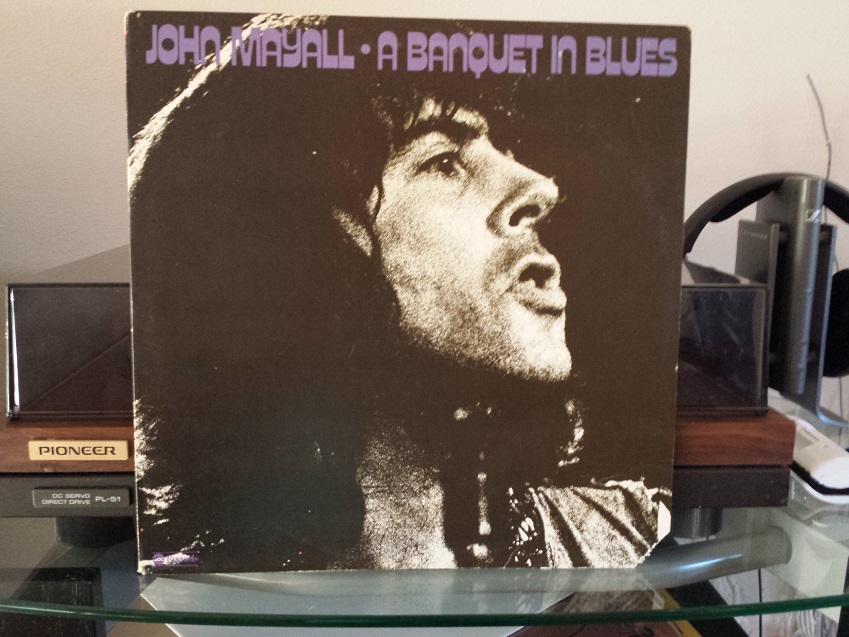 JOHN MAYALL • A BANQUET IN BLUES
PIONEER
DC SERVO
DIRECT DRIVE PL-51